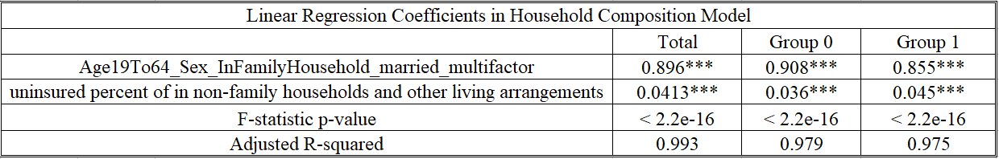 Linear Regression Coefficients in Household Composition Model
Total Group 0 Group 1
Age19To64_Sex_InFamilyHousehold_married_multifactor 0.896*** 0.908*** 0.855***
uninsured percent of in non-family households and other living arrangements 0.0413*** 0.036*** 0.045***
F-statistic p-value < 2.2e-16 < 2.2e-16 < 2.2e-16
Adjusted R-squared 0.993 0.979 0.975